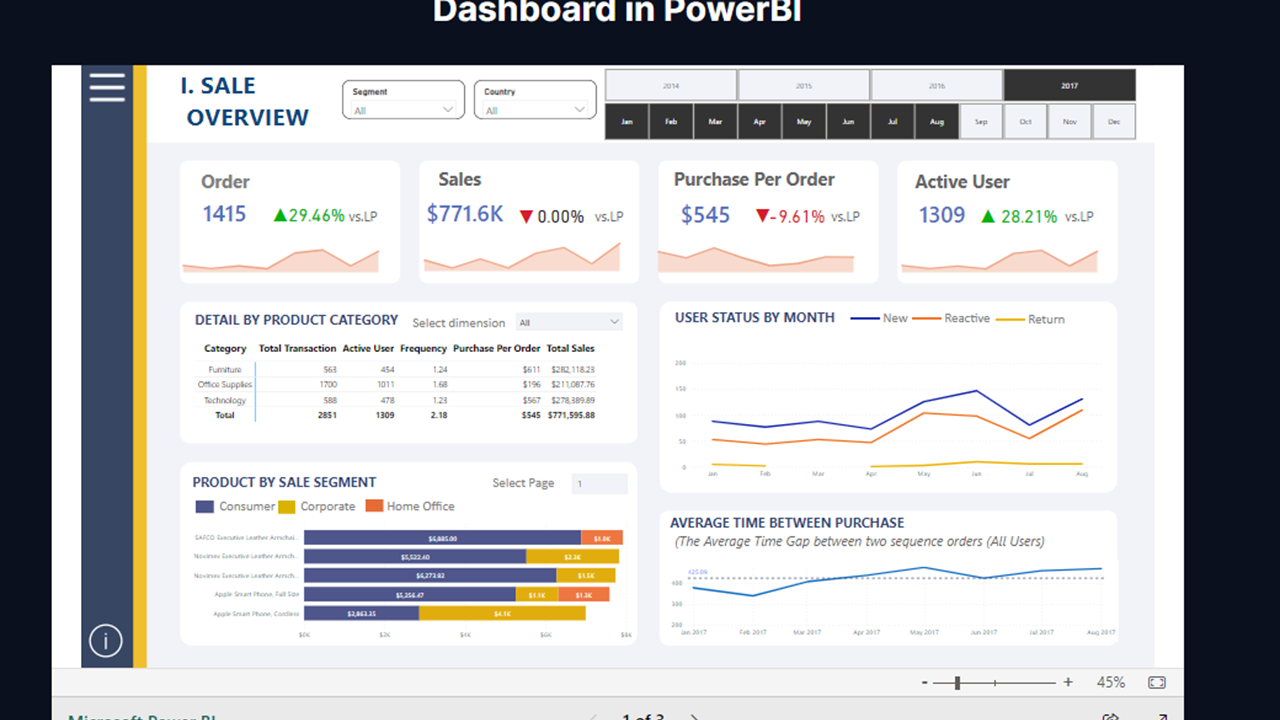 Dashboard in PowerBI
I. SALE
OVERVIEW
Segment
All
Country
All
2014 2015 2016 2017
Jan Feb Mar Apr May Jun Jul Aug Sep Oct Nov Dec
Order
1415 ▲29.46% vs.LP
Sales
$771.6K ▼ 0.00% vs.LP
Purchase Per Order
$545 ▼-9.61% vs.LP
Active User
1309 ▲ 28.21% vs.LP
DETAIL BY PRODUCT CATEGORY Select dimension All
Category Total Transaction Active User Frequency Purchase Per Order Total Sales
Furniture 563 454 1.24 $611 $282,118.23
Office Supplies 1700 1011 1.68 $196 $211,087.76
Technology 588 478 1.23 $567 $278,389.89
Total 2851 1309 2.18 $545 $771,595.88
USER STATUS BY MONTH New Reactive Return
200
150
100
50
0
Jan Feb Mar Apr May Jun Jul Aug
PRODUCT BY SALE SEGMENT Select Page 1
Consumer Corporate Home Office
SAFCO Executive Leather Armchai... $6,885.00
Novimex Executive Leather Armch... $5,522.40 $2.3K
Novimex Executive Leather Armch... $6,273.92 $1.5K
Apple Smart Phone, Full Size $5,256.47 $1.1K $1.3K
Apple Smart Phone, Cordless $2,863.35 $4.1K
$0K $2K $4K $6K $8K
AVERAGE TIME BETWEEN PURCHASE
(The Average Time Gap between two sequence orders (All Users)
400
300
200
Jan 2017 Feb 2017 Mar 2017 Apr 2017 May 2017 Jun 2017 Jul 2017 Aug 2017
- + 45%
Microsoft Power BI
1 of 3